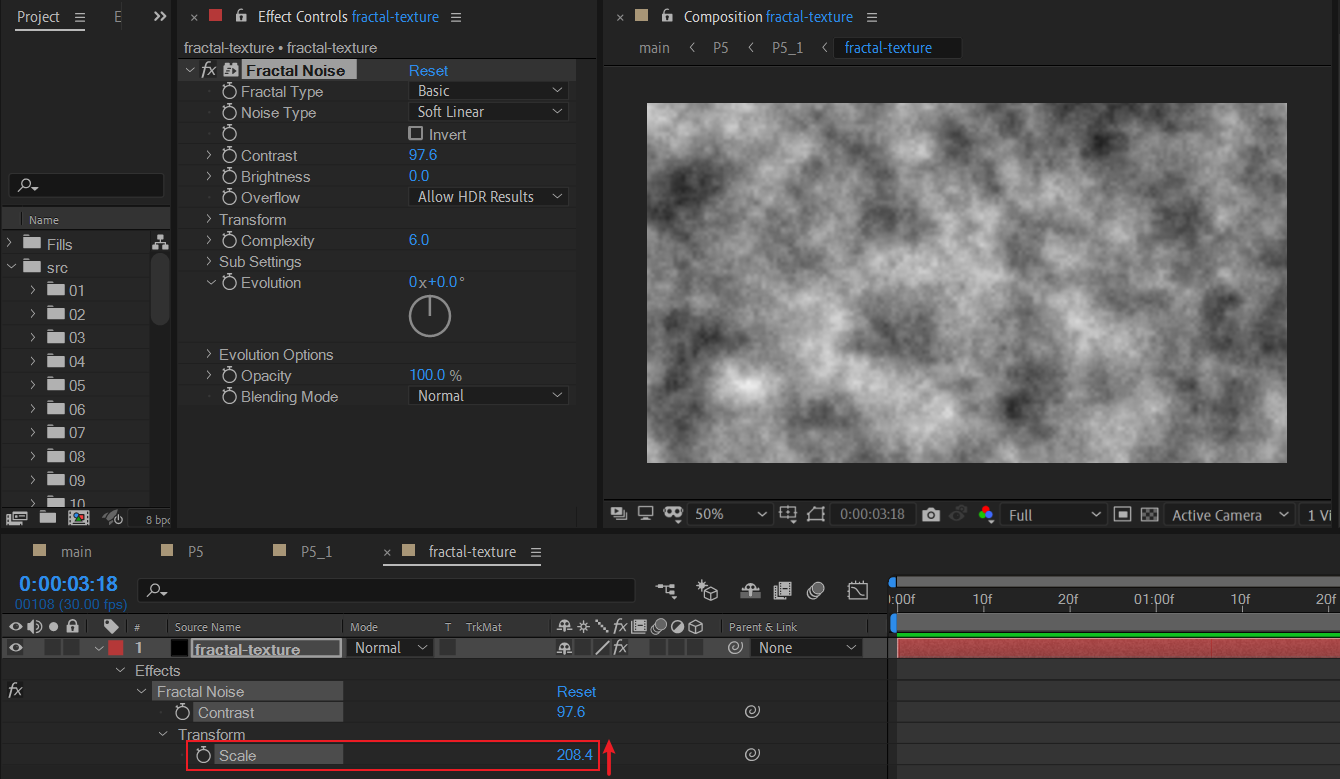 Project
E
Effect Controls fractal-texture
fractal-texture • fractal-texture
fx Fractal Noise Reset
Fractal Type Basic
Noise Type Soft Linear
Invert
Contrast 97.6
Brightness 0.0
Overflow Allow HDR Results
Transform
Complexity 6.0
Sub Settings
Evolution 0x+0.0°
Evolution Options
Opacity 100.0 %
Blending Mode Normal
Name
Fills
src
01
02
03
04
05
06
07
08
09
10
8 bpc
Composition fractal-texture
main < P5 < P5_1 < fractal-texture
50% 0:00:03:18 Full Active Camera 1 Vi
main P5 P5_1 × fractal-texture
0:00:03:18
00108 (30.00 fps)
:00f 10f 20f 01:00f 10f 20f
# Source Name Mode T TrkMat fx Parent & Link
1 fractal-texture Normal fx None
Effects
fx Fractal Noise Reset
Contrast 97.6
Transform
Scale 208.4